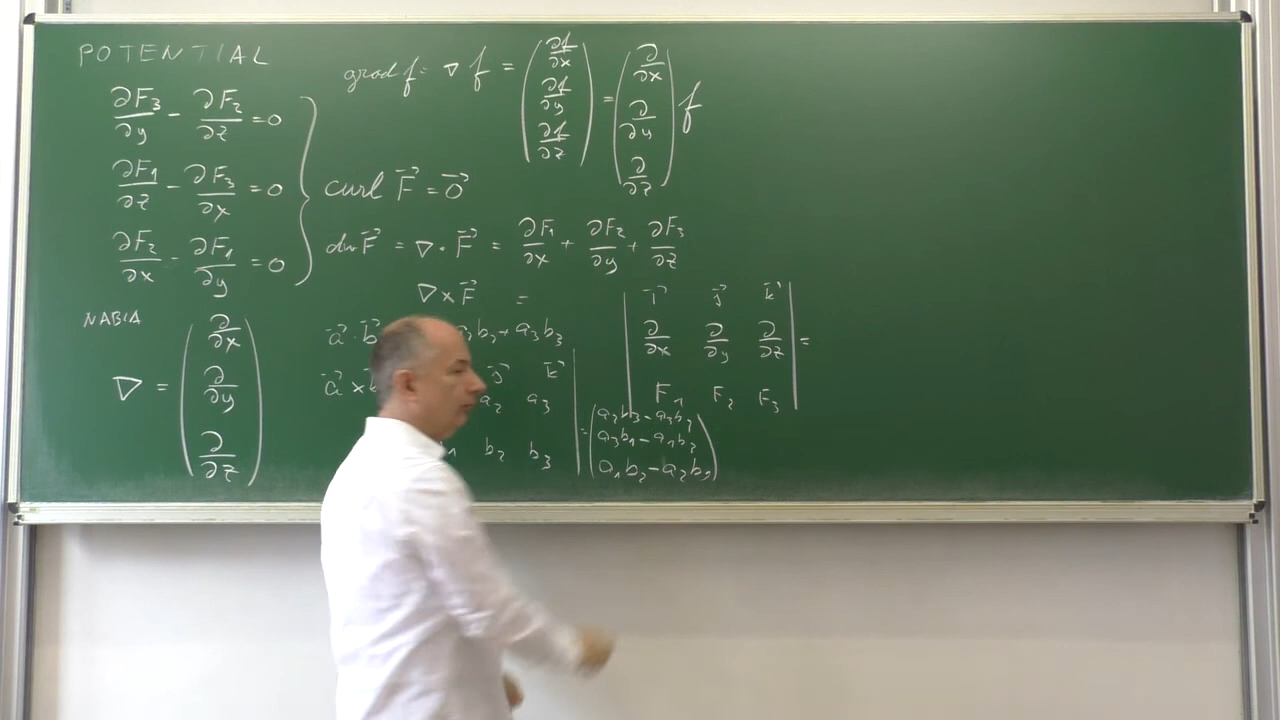 POTENTIAL
grad f = ∇ f = ( ∂f/∂x ∂f/∂y ∂f/∂z ) = ( ∂/∂x ∂/∂y ∂/∂z ) f
∂F₃/∂y - ∂F₂/∂z = 0
∂F₁/∂z - ∂F₃/∂x = 0
∂F₂/∂x - ∂F₁/∂y = 0
curl F⃗ = 0⃗
div F⃗ = ∇ · F⃗ = ∂F₁/∂x + ∂F₂/∂y + ∂F₃/∂z
∇ × F⃗ = | i⃗ j⃗ k⃗ ∂/∂x ∂/∂y ∂/∂z F₁ F₂ F₃ | =
NABLA
∇ = ( ∂/∂x ∂/∂y ∂/∂z )
a⃗ · b⃗ b₂ + a₃b₃
a⃗ × j⃗ k⃗
a₂ a₃
b₂ b₃
= ( a₂b₃ - a₃b₂
a₃b₁ - a₁b₃
a₁b₂ - a₂b₁ )